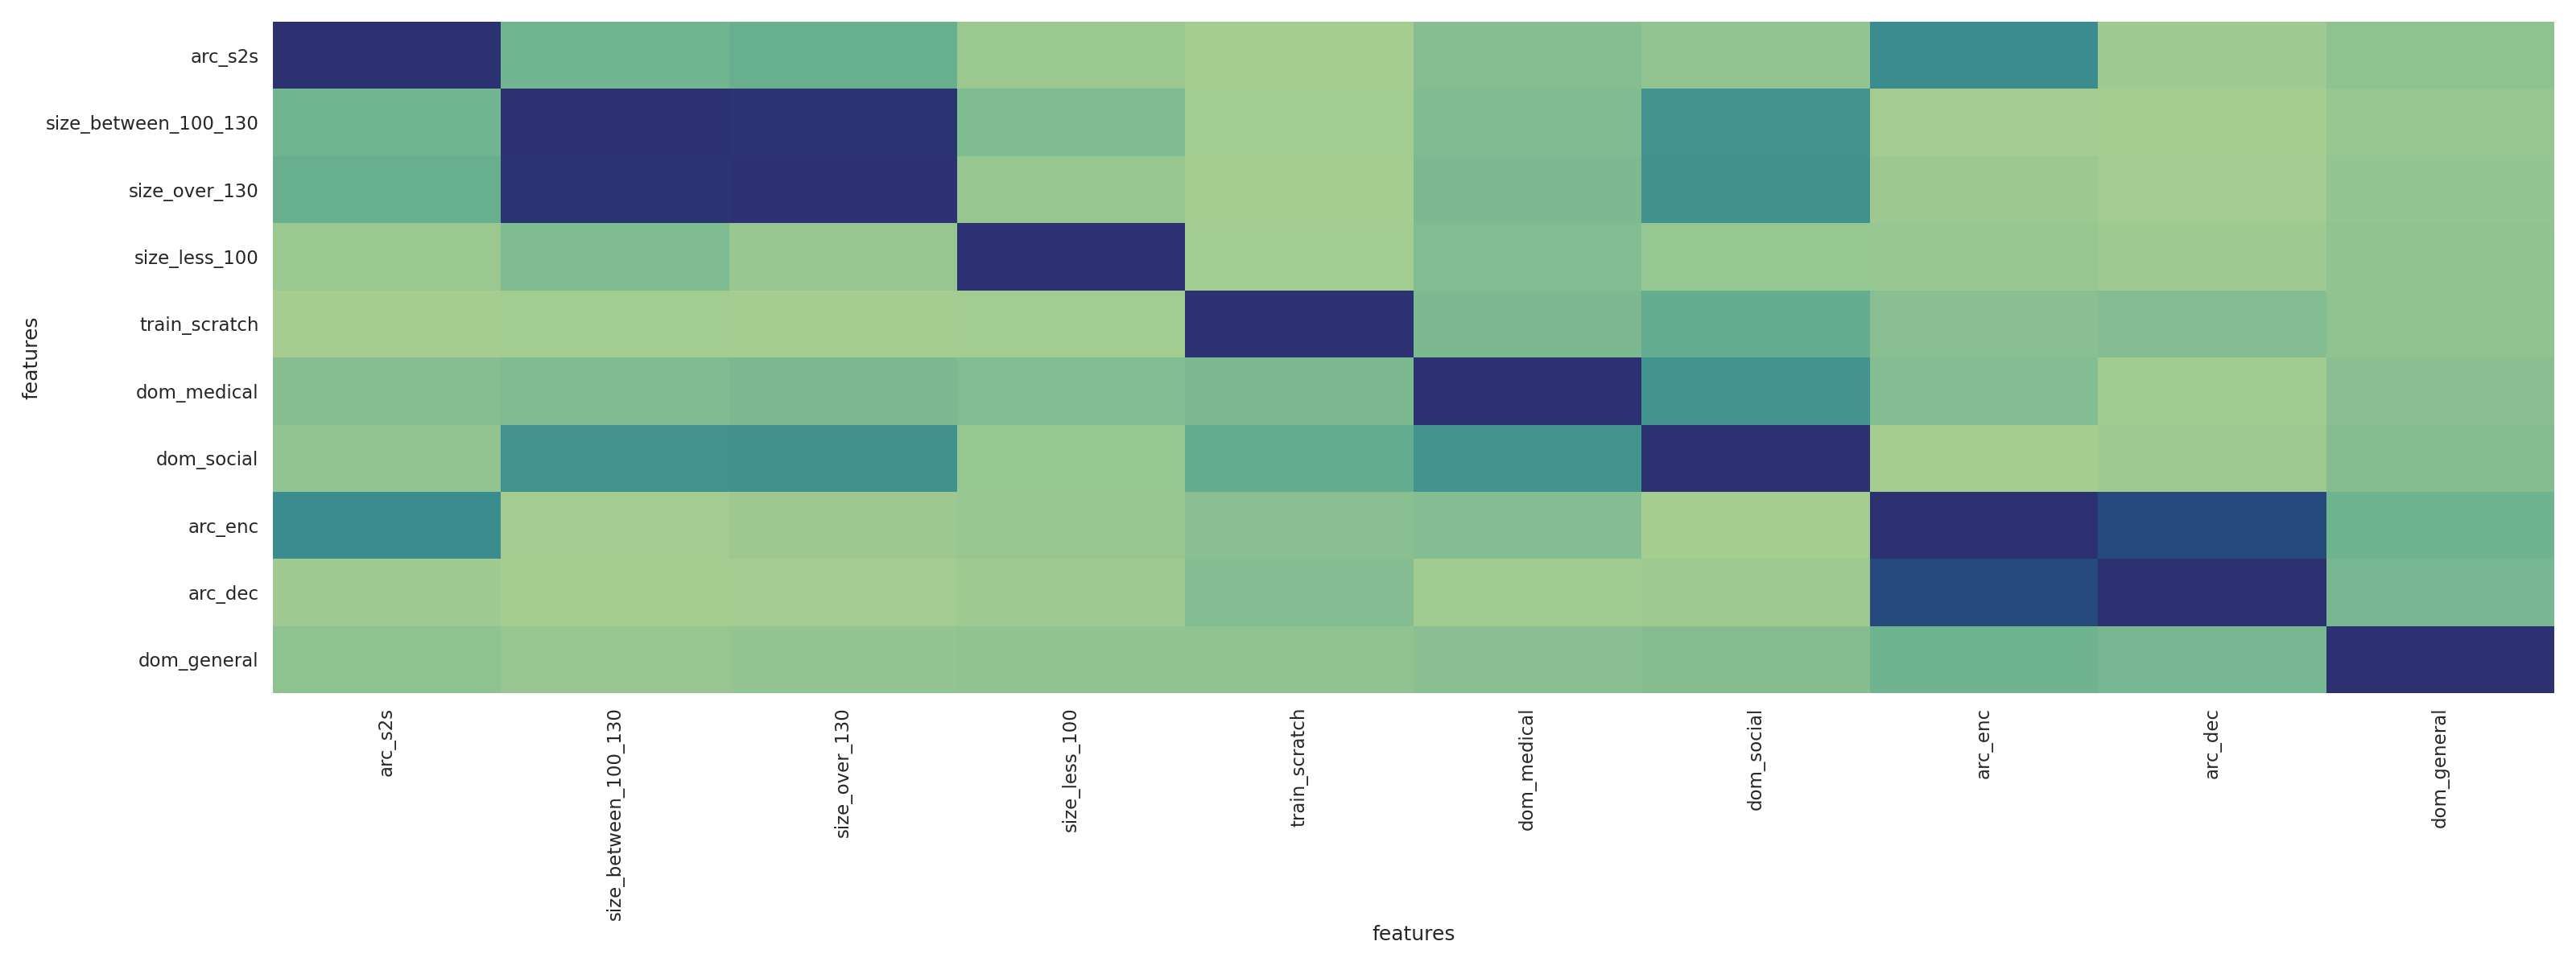 arc_s2s
size_between_100_130
size_over_130
size_less_100
train_scratch
dom_medical
dom_social
arc_enc
arc_dec
dom_general
features
arc_s2s
size_between_100_130
size_over_130
size_less_100
train_scratch
dom_medical
dom_social
arc_enc
arc_dec
dom_general
features